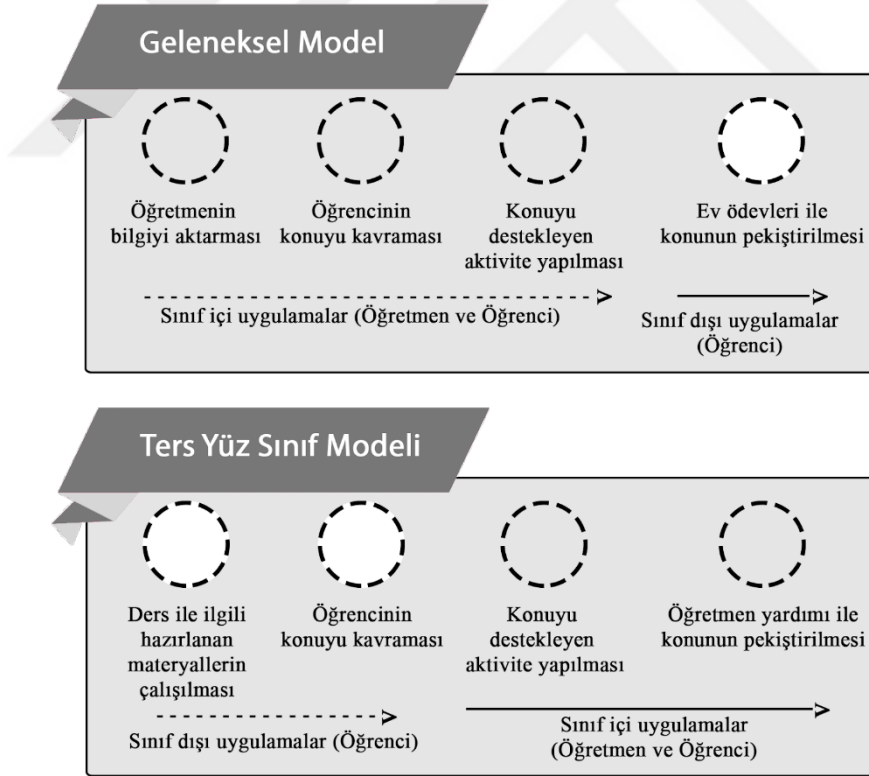 Geleneksel Model
Öğretmenin
bilgiyi aktarması
Öğrencinin
konuyu kavraması
Konuyu
destekleyen
aktivite yapılması
Ev ödevleri ile
konunun pekiştirilmesi
Sınıf içi uygulamalar (Öğretmen ve Öğrenci)
Sınıf dışı uygulamalar
(Öğrenci)
Ters Yüz Sınıf Modeli
Ders ile ilgili
hazırlanan
materyallerin
çalışılması
Öğrencinin
konuyu kavraması
Konuyu
destekleyen
aktivite yapılması
Öğretmen yardımı ile
konunun pekiştirilmesi
Sınıf dışı uygulamalar (Öğrenci)
Sınıf içi uygulamalar
(Öğretmen ve Öğrenci)